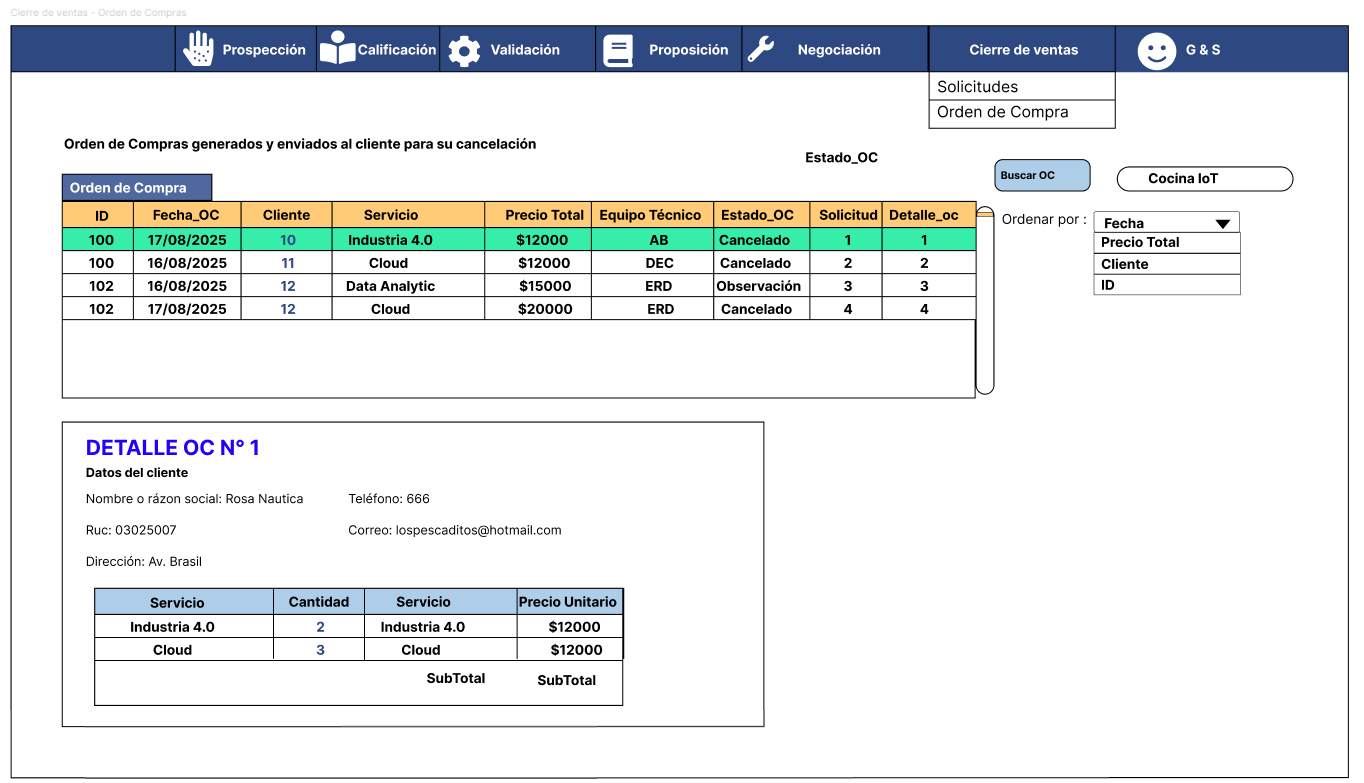 Cierre de ventas - Orden de Compras
Prospección Calificación Validación Proposición Negociación Cierre de ventas G & S
Solicitudes
Orden de Compra
Orden de Compras generados y enviados al cliente para su cancelación
Estado_OC
Buscar OC Cocina IoT
Orden de Compra
ID Fecha_OC Cliente Servicio Precio Total Equipo Técnico Estado_OC Solicitud Detalle_oc
100 17/08/2025 10 Industria 4.0 $12000 AB Cancelado 1 1
100 16/08/2025 11 Cloud $12000 DEC Cancelado 2 2
102 16/08/2025 12 Data Analytic $15000 ERD Observación 3 3
102 17/08/2025 12 Cloud $20000 ERD Cancelado 4 4
Ordenar por : Fecha
Precio Total
Cliente
ID
DETALLE OC N° 1
Datos del cliente
Nombre o rázon social: Rosa Nautica Teléfono: 666
Ruc: 03025007 Correo: lospescaditos@hotmail.com
Dirección: Av. Brasil
Servicio Cantidad Servicio Precio Unitario
Industria 4.0 2 Industria 4.0 $12000
Cloud 3 Cloud $12000
SubTotal SubTotal